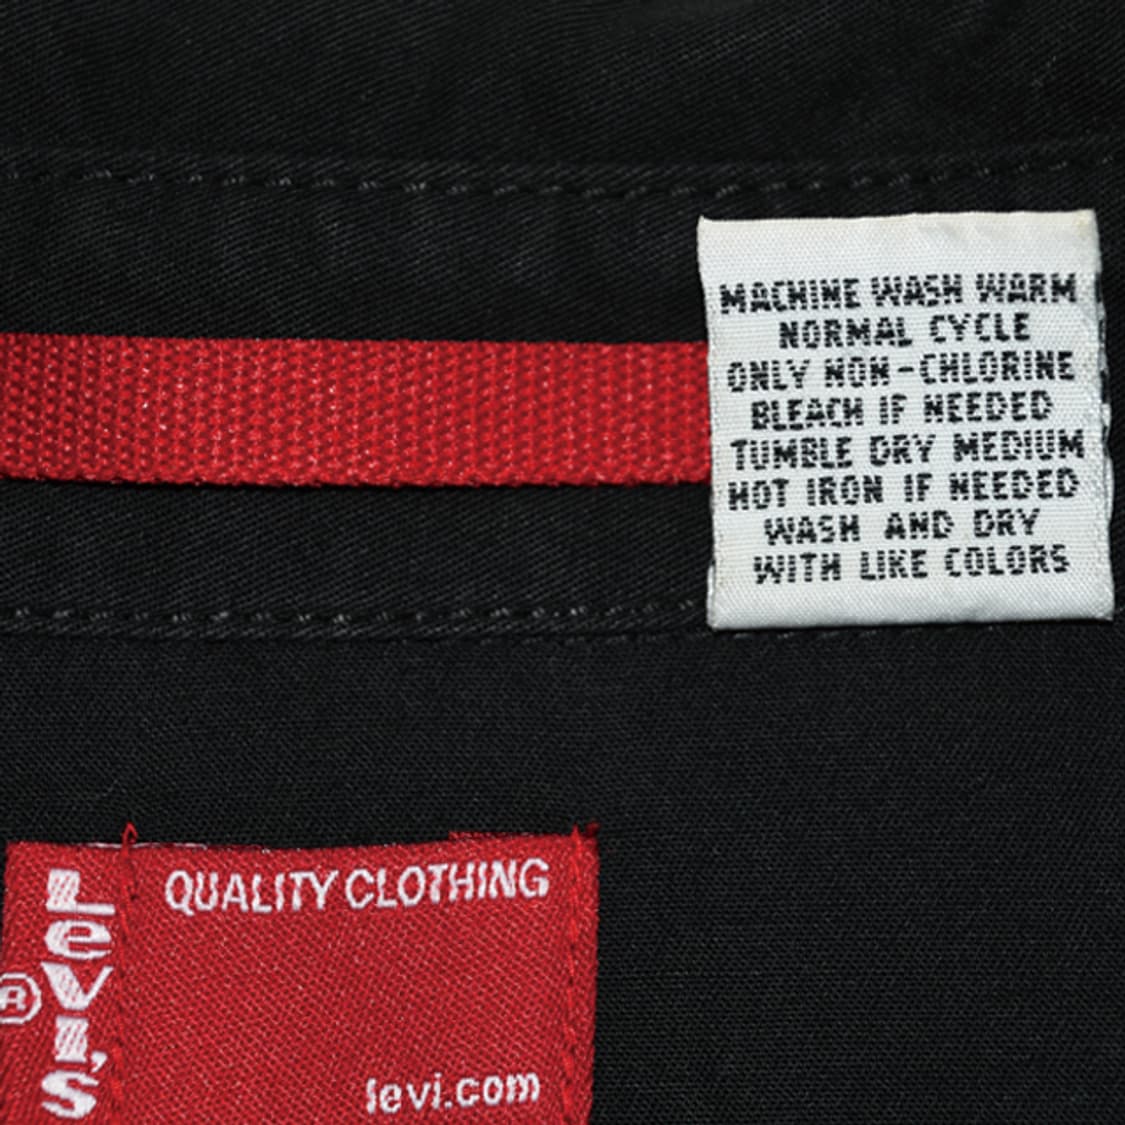 MACHINE WASH WARM
NORMAL CYCLE
ONLY NON-CHLORINE
BLEACH IF NEEDED
TUMBLE DRY MEDIUM
HOT IRON IF NEEDED
WASH AND DRY
WITH LIKE COLORS
Levi's
®
QUALITY CLOTHING
levi.com